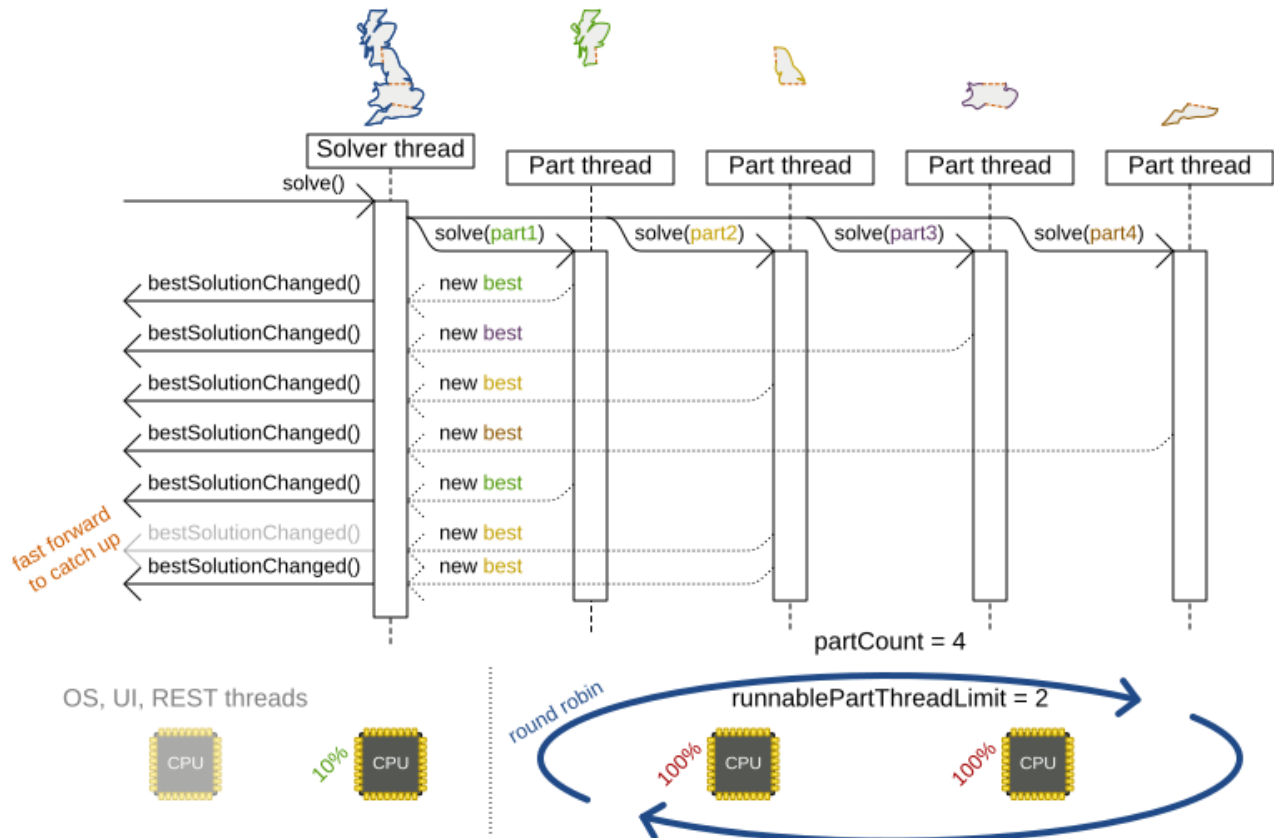 Solver thread
Part thread
Part thread
Part thread
Part thread
solve()
solve(part1)
solve(part2)
solve(part3)
solve(part4)
bestSolutionChanged()
new best
bestSolutionChanged()
new best
bestSolutionChanged()
new best
bestSolutionChanged()
new best
bestSolutionChanged()
new best
bestSolutionChanged()
new best
bestSolutionChanged()
new best
fast forward
to catch up
partCount = 4
OS, UI, REST threads
runnablePartThreadLimit = 2
round robin
CPU
10%
CPU
100%
CPU
100%
CPU